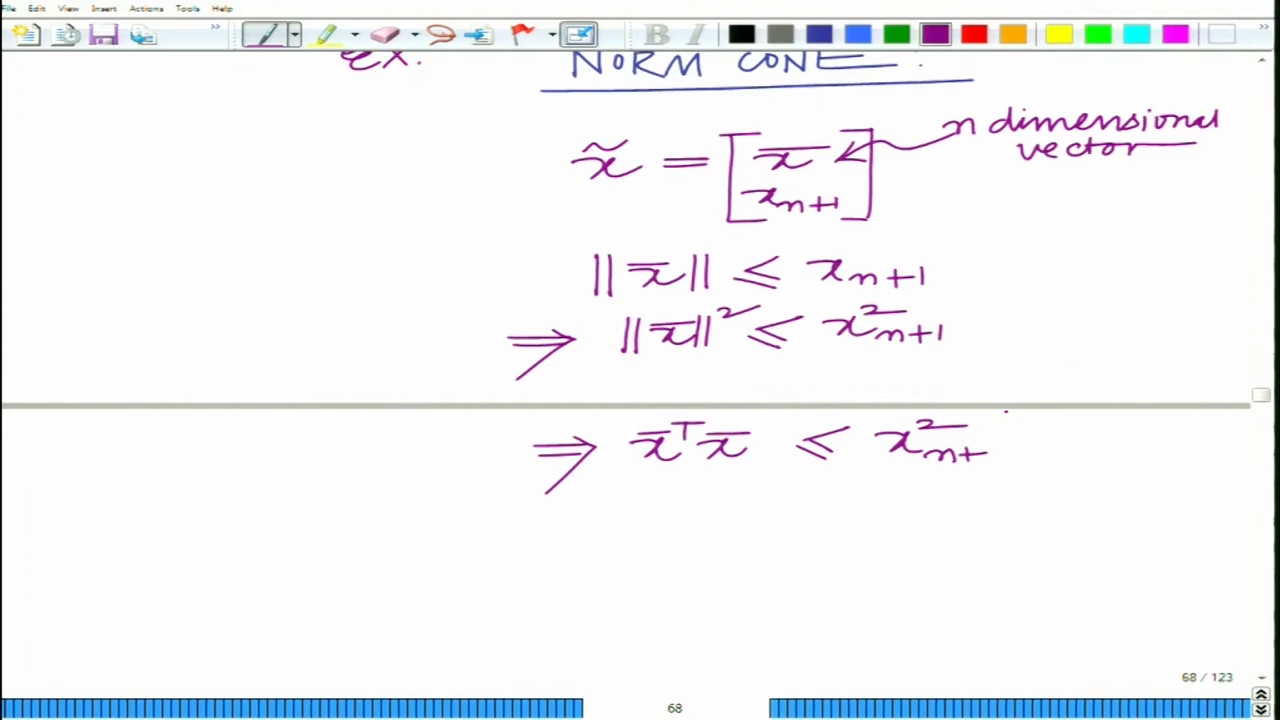 File Edit View Insert Actions Tools Help
B I
EX. NORM CONE.
x̃ = [x̄ x_{n+1}] n dimensional vector
||x̄|| ≤ x_{n+1}
⇒ ||x̄||² ≤ x²_{n+1}
⇒ x̄ᵀx̄ ≤ x²_{n+
68 / 123
68